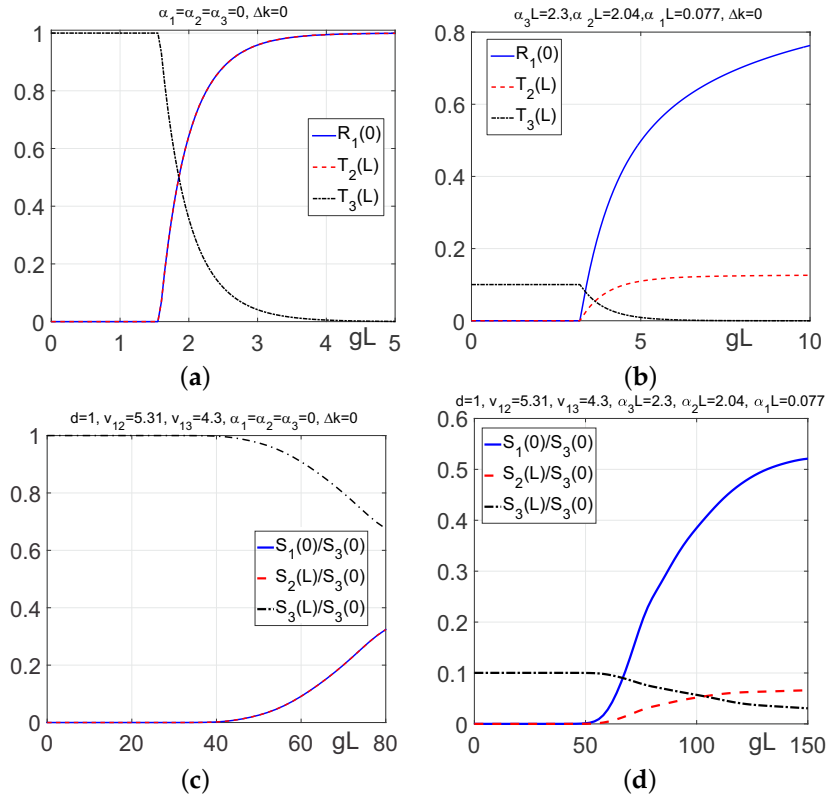 α₁=α₂=α₃=0, Δk=0
1
0.8
0.6
0.4
0.2
0
R₁(0)
T₂(L)
T₃(L)
0 1 2 3 4 5
gL
(a)
α₃L=2.3,α ₂L=2.04,α ₁L=0.077, Δk=0
0.8
0.6
0.4
0.2
0
R₁(0)
T₂(L)
T₃(L)
0 5 10
gL
(b)
d=1, v₁₂=5.31, v₁₃=4.3, α₁=α₂=α₃=0, Δk=0
1
0.8
0.6
0.4
0.2
0
S₁(0)/S₃(0)
S₂(L)/S₃(0)
S₃(L)/S₃(0)
0 20 40 60 80
gL
(c)
d=1, v₁₂=5.31, v₁₃=4.3, α₃L=2.3, α₂L=2.04, α₁L=0.077
0.6
0.5
0.4
0.3
0.2
0.1
0
S₁(0)/S₃(0)
S₂(L)/S₃(0)
S₃(L)/S₃(0)
0 50 100 150
gL
(d)